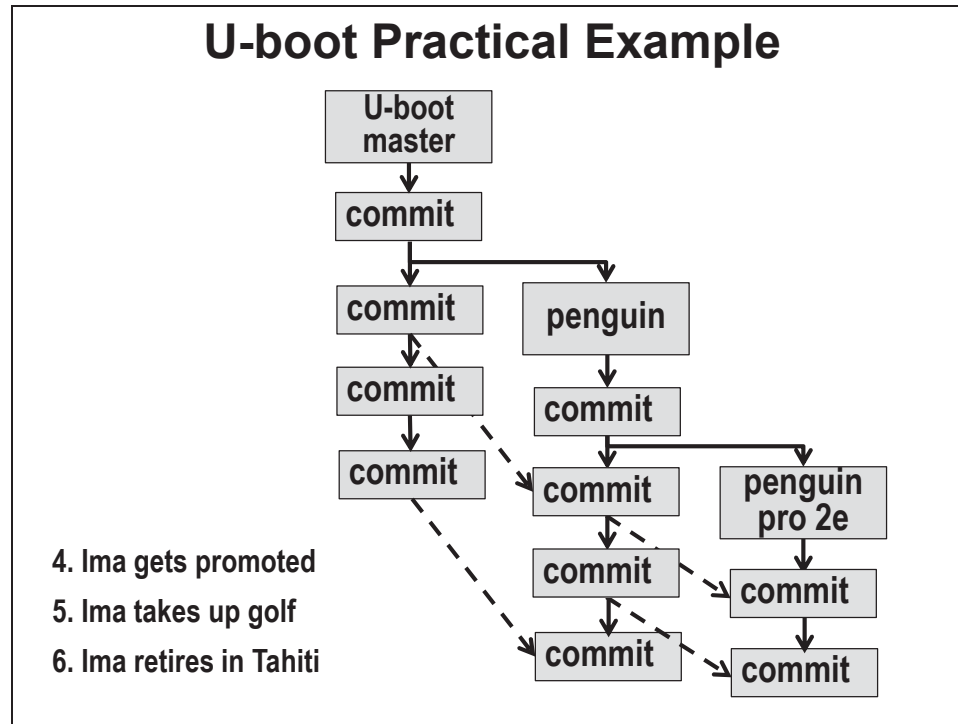 U-boot Practical Example
U-boot
master
commit
commit
penguin
commit
commit
commit
commit
penguin
pro 2e
commit
commit
commit
commit
4. Ima gets promoted
5. Ima takes up golf
6. Ima retires in Tahiti